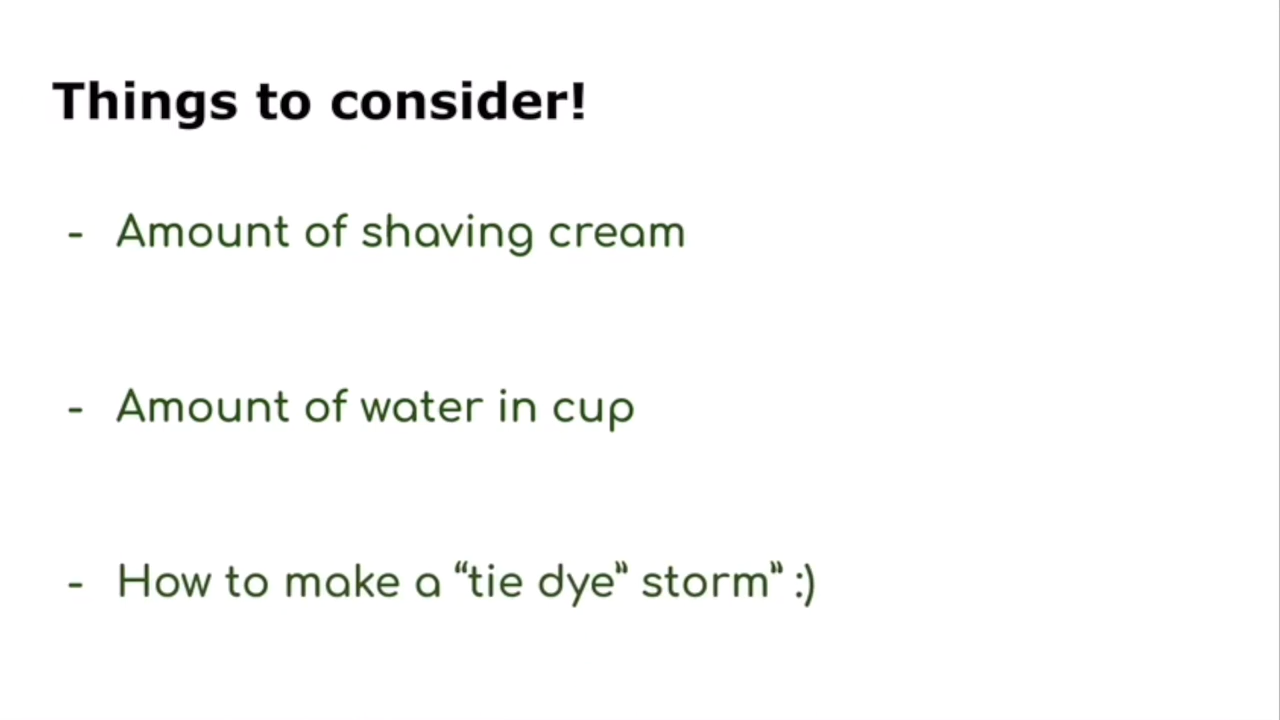 Things to consider!
- Amount of shaving cream
- Amount of water in cup
- How to make a “tie dye” storm” :)